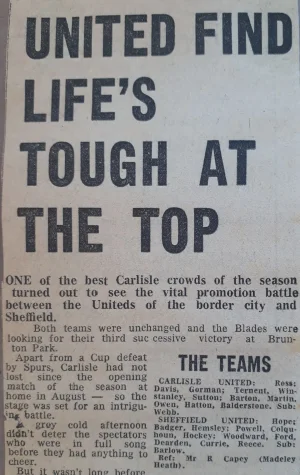 UNITED FIND
LIFE'S
TOUGH AT
THE TOP
ONE of the best Carlisle crowds of the season
turned out to see the vital promotion battle
between the Uniteds of the border city and
Sheffield.
Both teams were unchanged and the Blades were
looking for their third suc cessive victory at Brun-
ton Park.
Apart from a Cup defeat
by Spurs, Carlisle had not
lost since the opening
match of the season at
home in August — so the
stage was set for an intrigu-
ing battle.
A grey cold afternoon
didn't deter the spectators
who were in full song
before they had anything to
cheer.
But it wasn't long before
THE TEAMS
CARLISLE UNITED: Ross;
Davis, Gorman; Ternent, Win-
stanley, Sutton; Barton, Martin,
Owen, Hatton, Balderstone. Sub:
Webb.
SHEFFIELD UNITED: Hope;
Badger, Hemsley; Powell, Colqu-
houn, Hockey; Woodward, Ford,
Dearden, Currie, Reece. Sub:
Barlow.
Ref: Mr R Capey (Madeley
Heath).